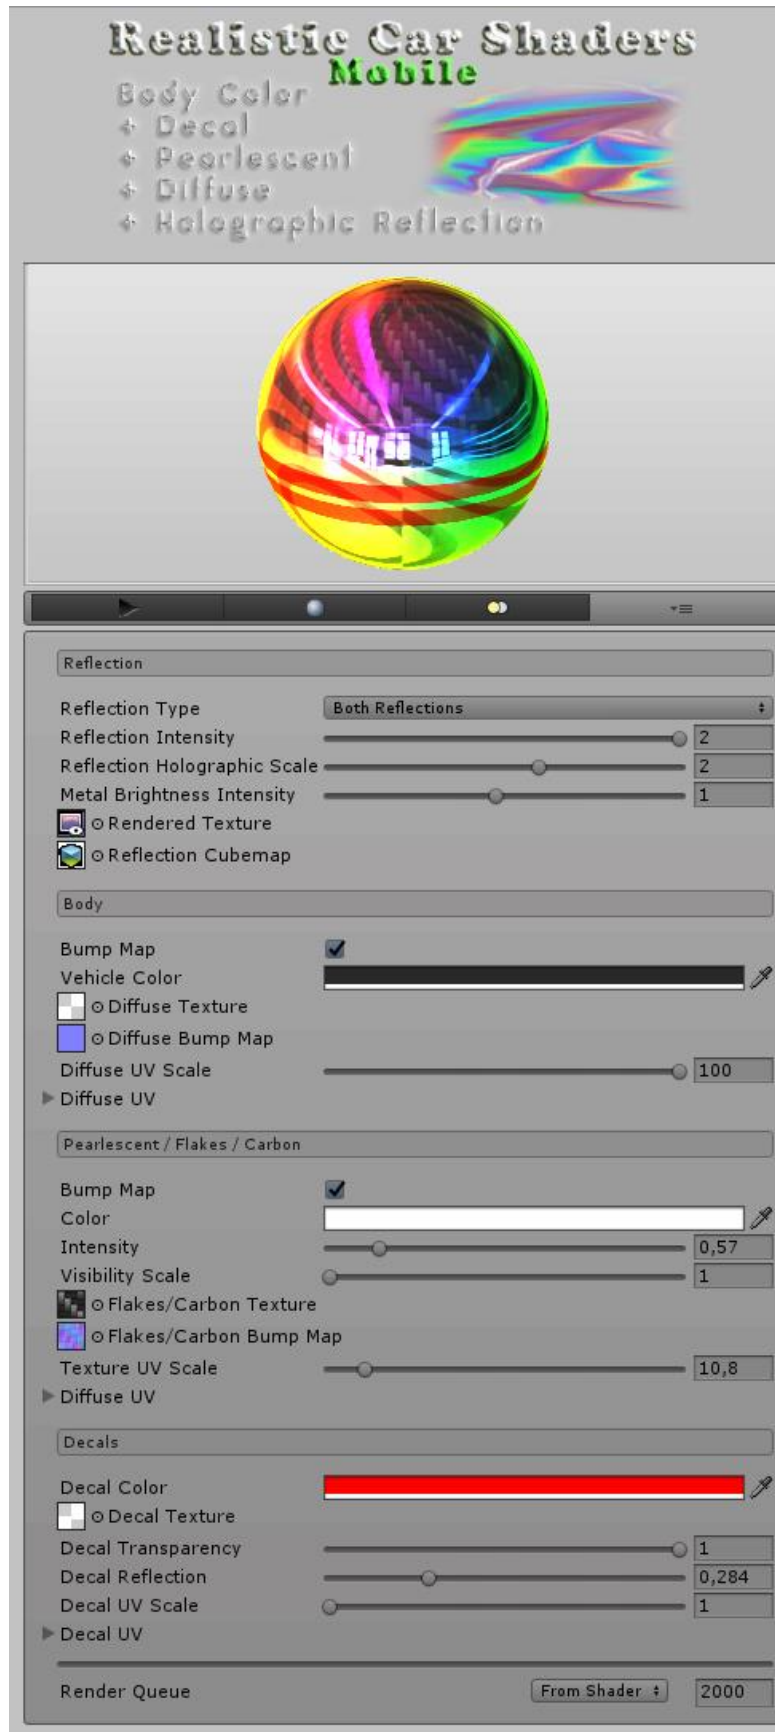 Realistic Car Shaders
Mobile
Body Color
+ Decal
+ Pearlescent
+ Diffuse
+ Holographic Reflection
Reflection
Reflection Type Both Reflections
Reflection Intensity 2
Reflection Holographic Scale 2
Metal Brightness Intensity 1
Rendered Texture
Reflection Cubemap
Body
Bump Map
Vehicle Color
Diffuse Texture
Diffuse Bump Map
Diffuse UV Scale 100
Diffuse UV
Pearlescent / Flakes / Carbon
Bump Map
Color
Intensity 0,57
Visibility Scale 1
Flakes/Carbon Texture
Flakes/Carbon Bump Map
Texture UV Scale 10,8
Diffuse UV
Decals
Decal Color
Decal Texture
Decal Transparency 1
Decal Reflection 0,284
Decal UV Scale 1
Decal UV
Render Queue From Shader 2000